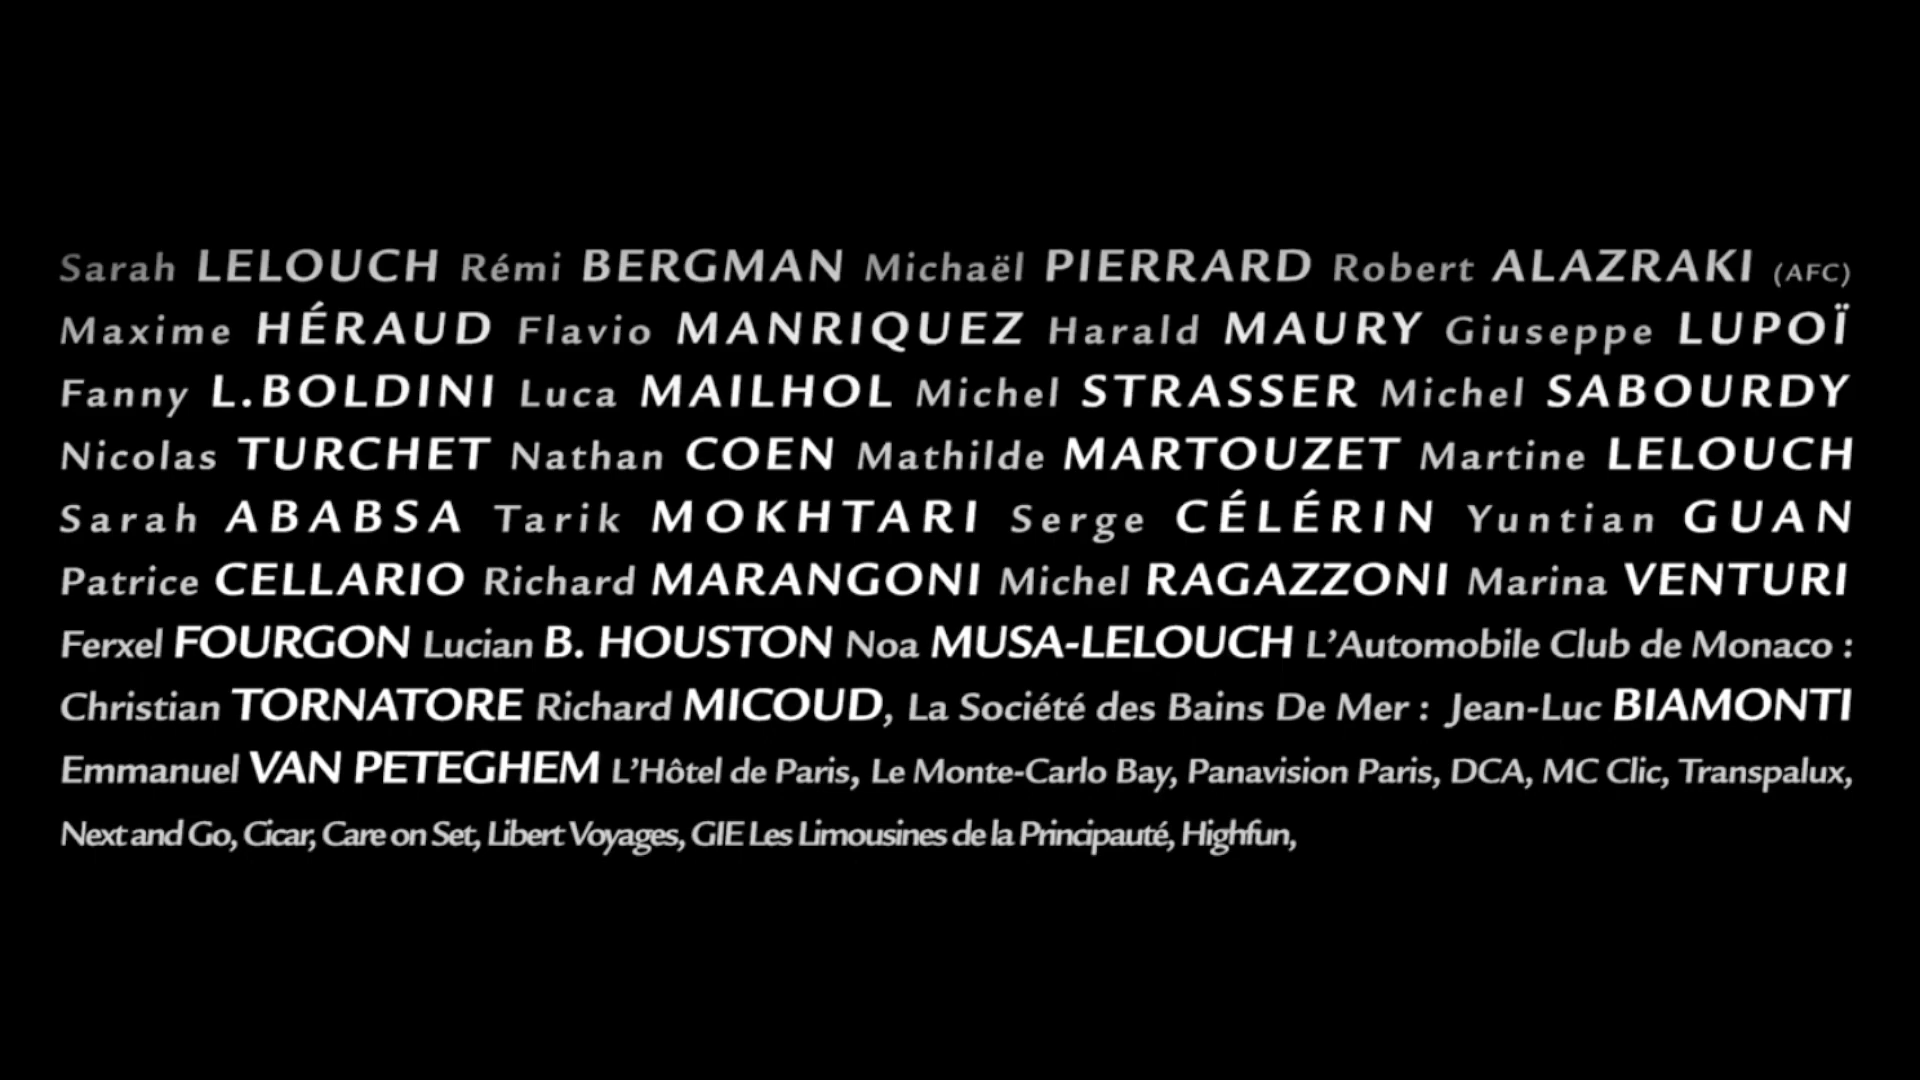 Sarah LELOUCH Rémi BERGMAN Michaël PIERRARD Robert ALAZRAKI (AFC)
Maxime HÉRAUD Flavio MANRIQUEZ Harald MAURY Giuseppe LUPOÏ
Fanny L.BOLDINI Luca MAILHOL Michel STRASSER Michel SABOURDY
Nicolas TURCHET Nathan COEN Mathilde MARTOUZET Martine LELOUCH
Sarah ABABSA Tarik MOKHTARI Serge CÉLÉRIN Yuntian GUAN
Patrice CELLARIO Richard MARANGONI Michel RAGAZZONI Marina VENTURI
Ferxel FOURGON Lucian B. HOUSTON Noa MUSA-LELOUCH L’Automobile Club de Monaco :
Christian TORNATORE Richard MICOUD, La Société des Bains De Mer : Jean-Luc BIAMONTI
Emmanuel VAN PETEGHEM L’Hôtel de Paris, Le Monte-Carlo Bay, Panavision Paris, DCA, MC Clic, Transpalux,
Next and Go, Cicar, Care on Set, Libert Voyages, GIE Les Limousines de la Principauté, Highfun,